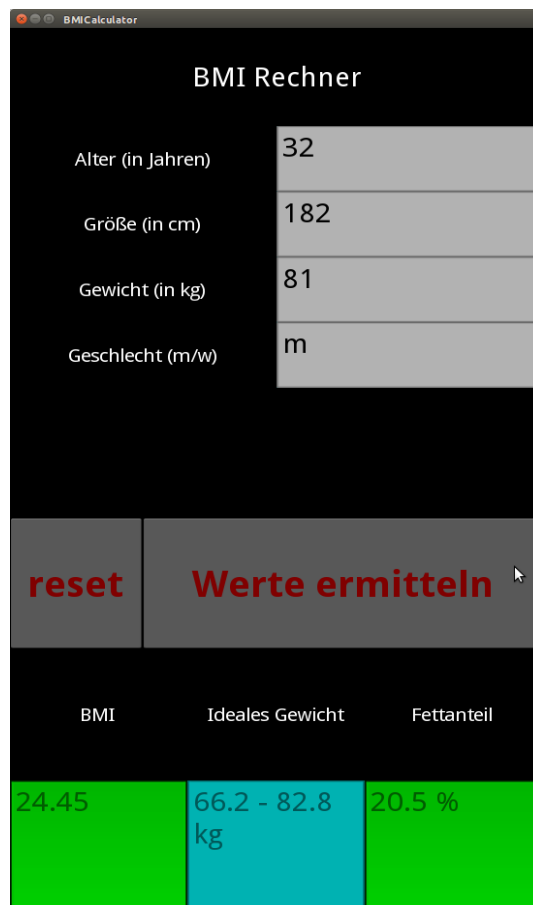 BMICalculator
BMI Rechner
Alter (in Jahren)
32
Größe (in cm)
182
Gewicht (in kg)
81
Geschlecht (m/w)
m
reset
Werte ermitteln
BMI
Ideales Gewicht
Fettanteil
24.45
66.2 - 82.8
kg
20.5 %